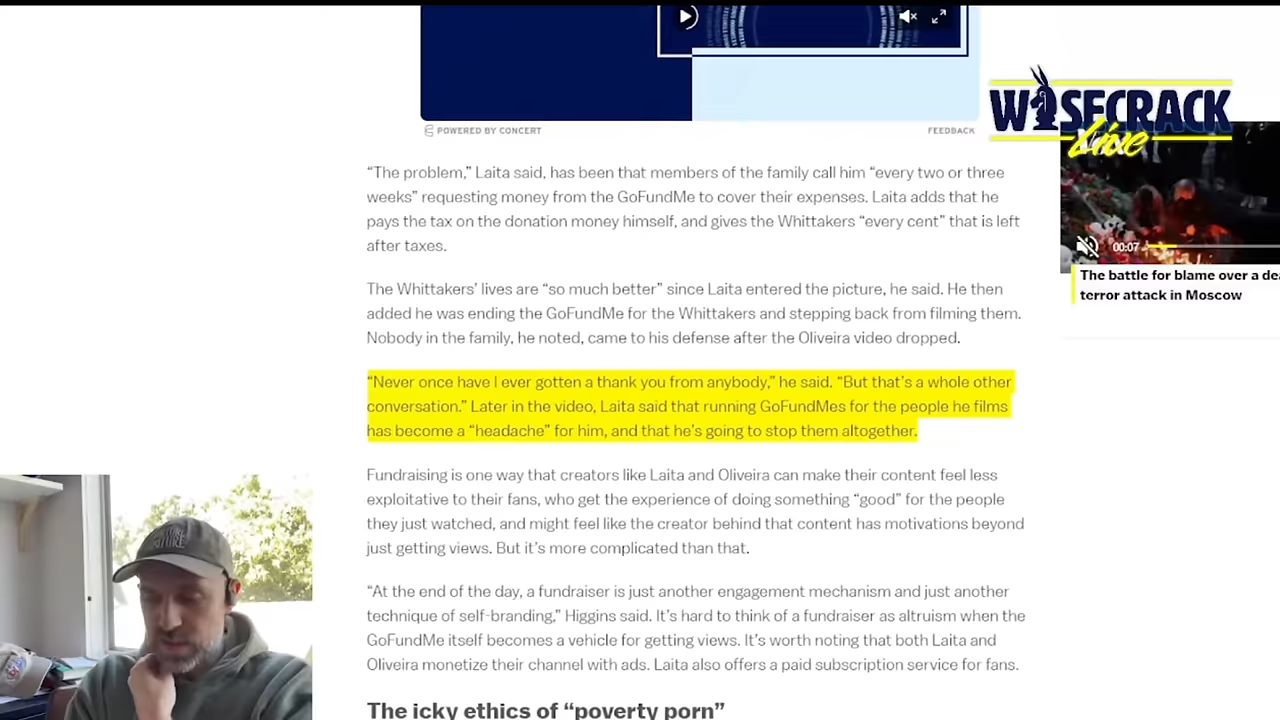 POWERED BY CONCERT
FEEDBACK
WISECRACK
Live
“The problem,” Laita said, has been that members of the family call him “every two or three
weeks” requesting money from the GoFundMe to cover their expenses. Laita adds that he
pays the tax on the donation money himself, and gives the Whittakers “every cent” that is left
after taxes.
00:07
The battle for blame over a dea
terror attack in Moscow
The Whittakers’ lives are “so much better” since Laita entered the picture, he said. He then
added he was ending the GoFundMe for the Whittakers and stepping back from filming them.
Nobody in the family, he noted, came to his defense after the Oliveira video dropped.
“Never once have I ever gotten a thank you from anybody,” he said. “But that’s a whole other
conversation.” Later in the video, Laita said that running GoFundMes for the people he films
has become a “headache” for him, and that he’s going to stop them altogether.
Fundraising is one way that creators like Laita and Oliveira can make their content feel less
exploitative to their fans, who get the experience of doing something “good” for the people
they just watched, and might feel like the creator behind that content has motivations beyond
just getting views. But it’s more complicated than that.
“At the end of the day, a fundraiser is just another engagement mechanism and just another
technique of self-branding,” Higgins said. It’s hard to think of a fundraiser as altruism when the
GoFundMe itself becomes a vehicle for getting views. It’s worth noting that both Laita and
Oliveira monetize their channel with ads. Laita also offers a paid subscription service for fans.
The icky ethics of “poverty porn”